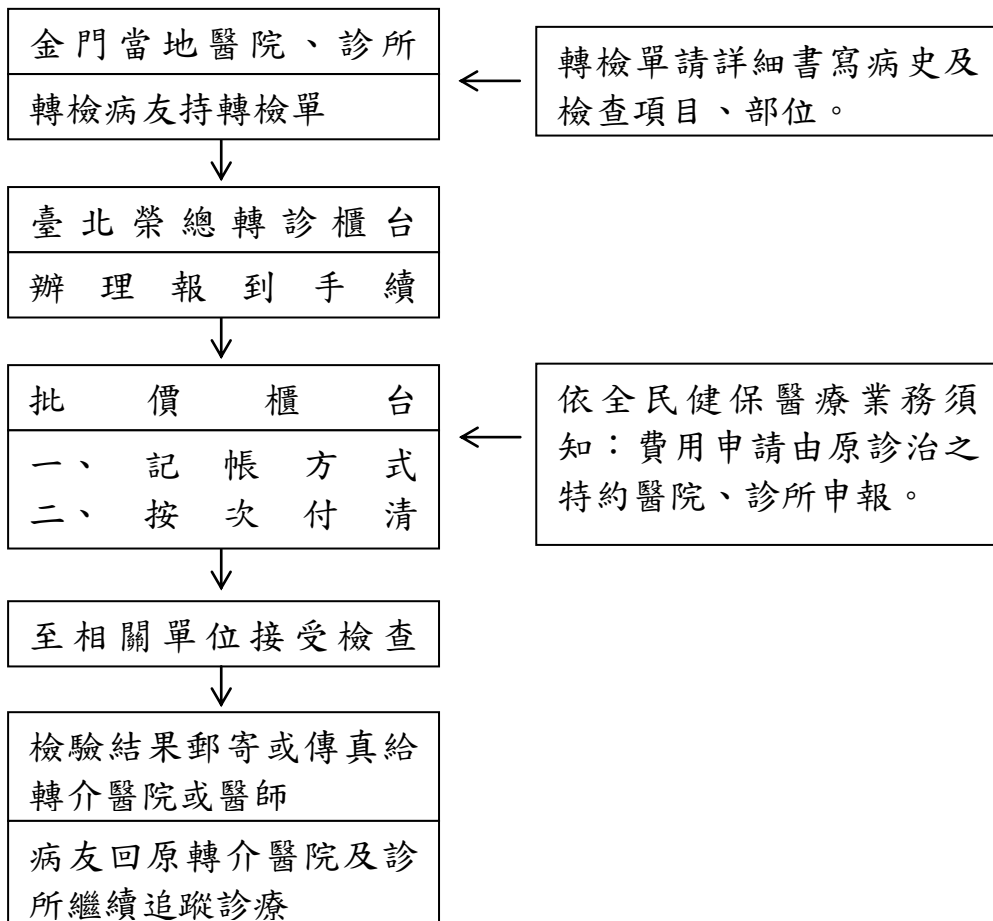 金門當地醫院、診所
轉檢病友持轉檢單
轉檢單請詳細書寫病史及
檢查項目、部位。
臺北榮總轉診櫃台
辦理報到手續
批價櫃台
一、記帳方式
二、按次付清
依全民健保醫療業務須
知：費用申請由原診治之
特約醫院、診所申報。
至相關單位接受檢查
檢驗結果郵寄或傳真給
轉介醫院或醫師
病友回原轉介醫院及診
所繼續追蹤診療